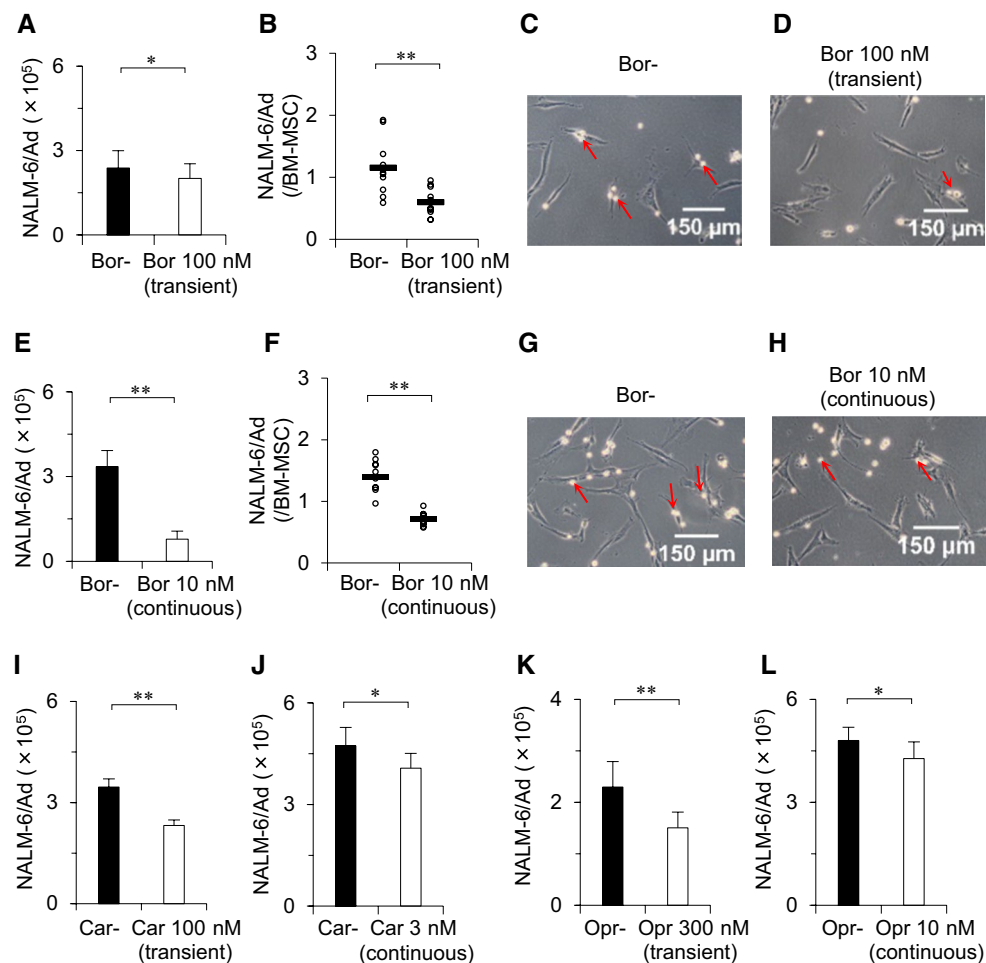 A
NALM-6/Ad ( × 10⁵)
6
3
0
*
Bor-
Bor 100 nM
(transient)
B
NALM-6/Ad
(/BM-MSC)
3
2
1
0
**
Bor-
Bor 100 nM
(transient)
C
Bor-
150 µm
D
Bor 100 nM
(transient)
150 µm
E
NALM-6/Ad ( × 10⁵)
6
3
0
**
Bor-
Bor 10 nM
(continuous)
F
NALM-6/Ad
(/BM-MSC)
3
2
1
0
**
Bor-
Bor 10 nM
(continuous)
G
Bor-
150 µm
H
Bor 10 nM
(continuous)
150 µm
I
NALM-6/Ad ( × 10⁵)
6
3
0
**
Car-
Car 100 nM
(transient)
J
NALM-6/Ad ( × 10⁵)
6
3
0
*
Car-
Car 3 nM
(continuous)
K
NALM-6/Ad ( × 10⁵)
4
2
0
**
Opr-
Opr 300 nM
(transient)
L
NALM-6/Ad ( × 10⁵)
6
3
0
*
Opr-
Opr 10 nM
(continuous)